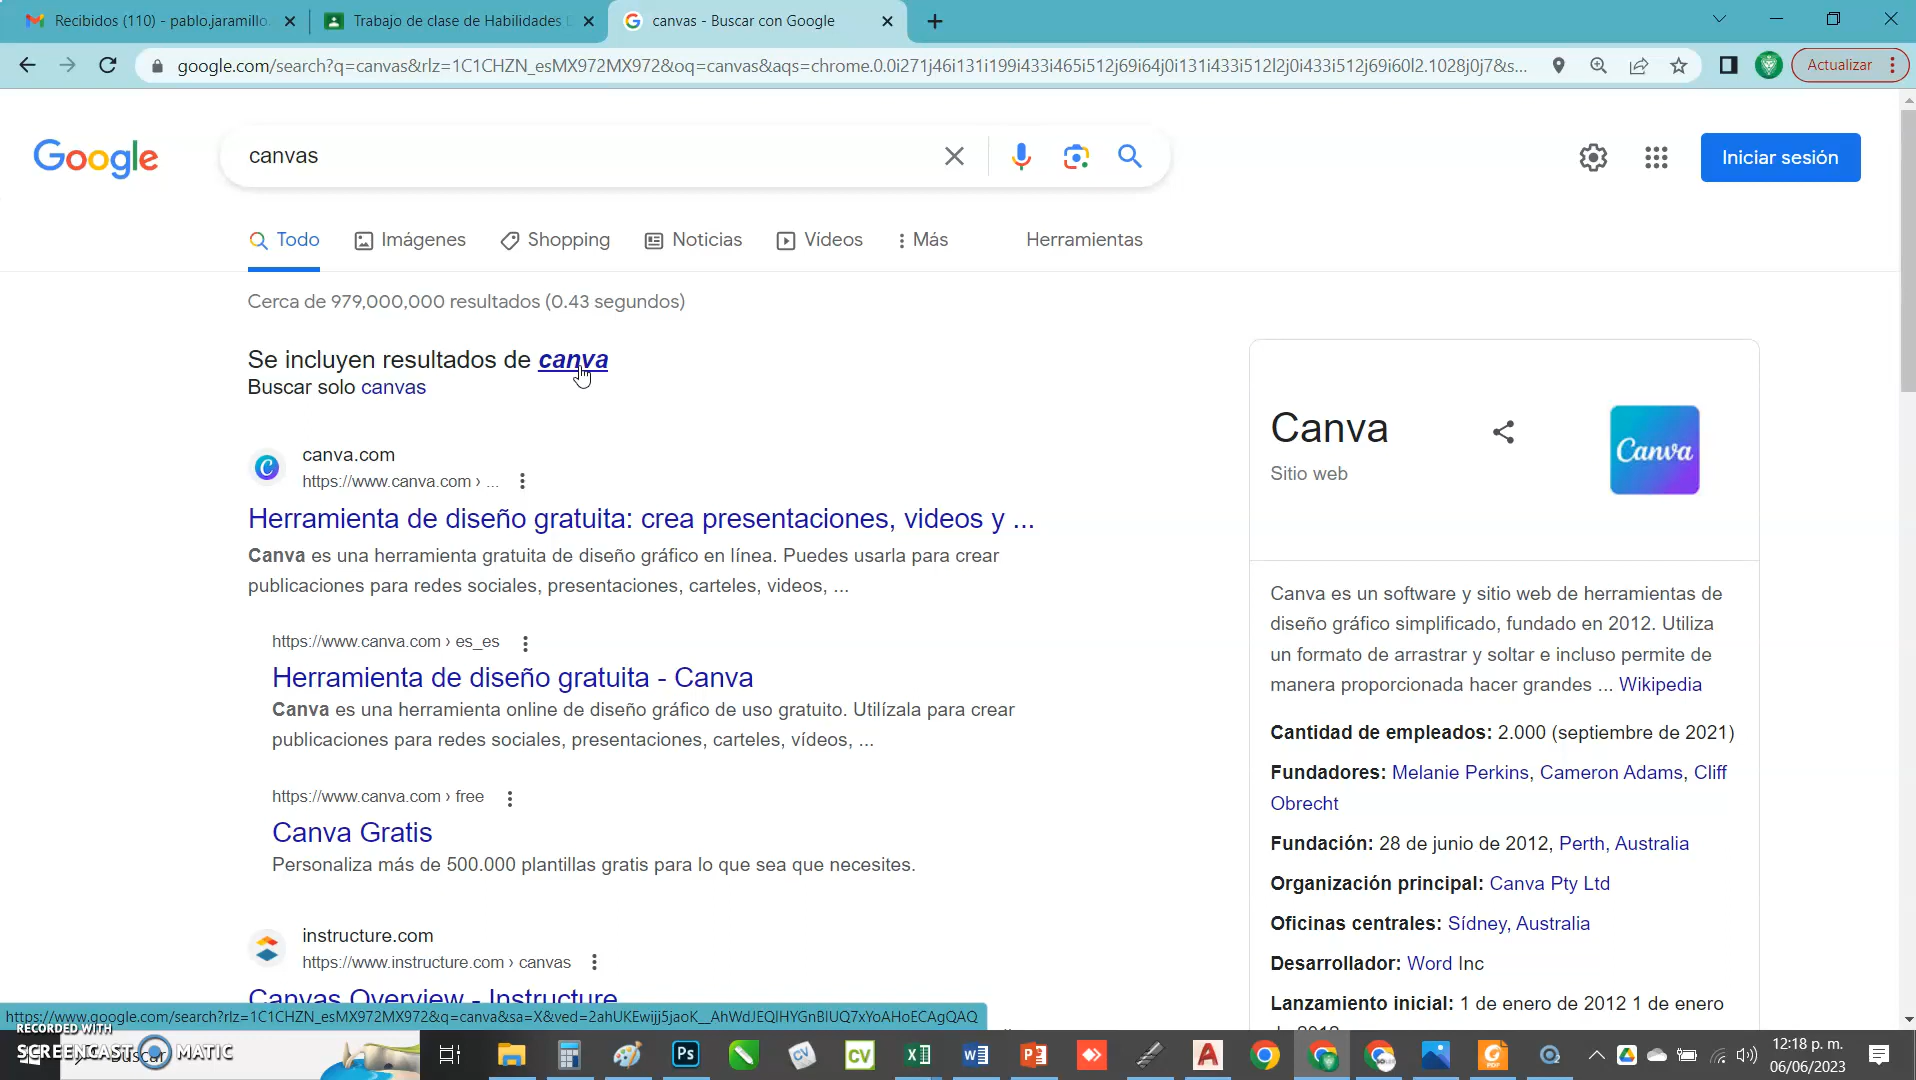 Recibidos (110) - pablo.jaramillo.
Trabajo de clase de Habilidades
canvas - Buscar con Google
google.com/search?q=canvas&rlz=1C1CHZN_esMX972MX972&oq=canvas&aqs=chrome.0.0i271j46i131i199i433i465i512j69i64j0i131i433i512l2j0i433i512j69i60l2.1028j0j7&s...
Actualizar
Google
canvas
Iniciar sesión
Todo
Imágenes
Shopping
Noticias
Vídeos
Más
Herramientas
Cerca de 979,000,000 resultados (0.43 segundos)
Se incluyen resultados de canva
Buscar solo canvas
canva.com
https://www.canva.com › ...
Herramienta de diseño gratuita: crea presentaciones, videos y ...
Canva es una herramienta gratuita de diseño gráfico en línea. Puedes usarla para crear
publicaciones para redes sociales, presentaciones, carteles, videos, ...
https://www.canva.com › es_es
Herramienta de diseño gratuita - Canva
Canva es una herramienta online de diseño gráfico de uso gratuito. Utilízala para crear
publicaciones para redes sociales, presentaciones, carteles, vídeos, ...
https://www.canva.com › free
Canva Gratis
Personaliza más de 500.000 plantillas gratis para lo que sea que necesites.
instructure.com
https://www.instructure.com › canvas
Canvas Overview - Instructure
Canva
Sitio web
Canva
Canva es un software y sitio web de herramientas de
diseño gráfico simplificado, fundado en 2012. Utiliza
un formato de arrastrar y soltar e incluso permite de
manera proporcionada hacer grandes ... Wikipedia
Cantidad de empleados: 2.000 (septiembre de 2021)
Fundadores: Melanie Perkins, Cameron Adams, Cliff
Obrecht
Fundación: 28 de junio de 2012, Perth, Australia
Organización principal: Canva Pty Ltd
Oficinas centrales: Sídney, Australia
Desarrollador: Word Inc
Lanzamiento inicial: 1 de enero de 2012 1 de enero
https://www.google.com/search?rlz=1C1CHZN_esMX972MX972&q=canva&sa=X&ved=2ahUKEwijj5jaoK__AhWdJEQIHYGnBlUQ7xYoAHoECAgQAQ
RECORDED WITH
SCREENCAST MATIC
Buscar
Ps
CV
12:18 p. m.
06/06/2023